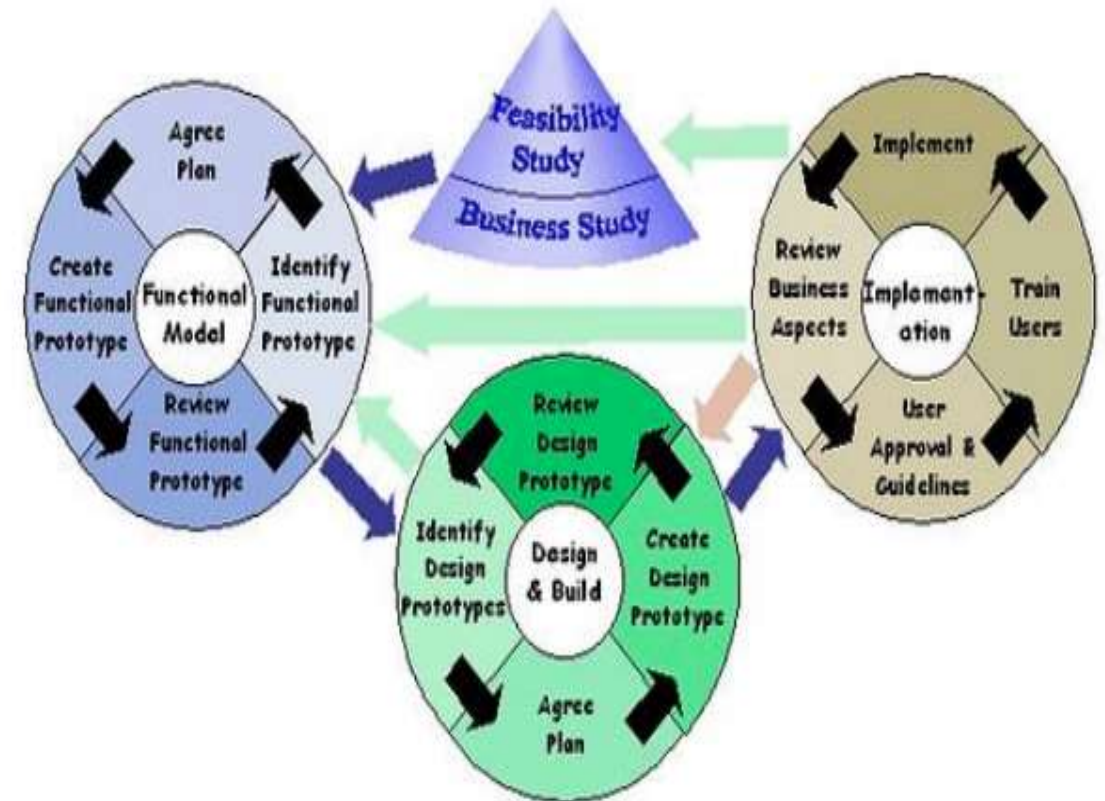 Feasibility
Study
Business Study
Agree
Plan
Create
Functional
Prototype
Functional
Model
Identify
Functional
Prototype
Review
Functional
Prototype
Implement
Review
Business
Aspects
Implement-
ation
Train
Users
User
Approval &
Guidelines
Review
Design
Prototype
Identify
Design
Prototypes
Design
& Build
Create
Design
Prototype
Agree
Plan